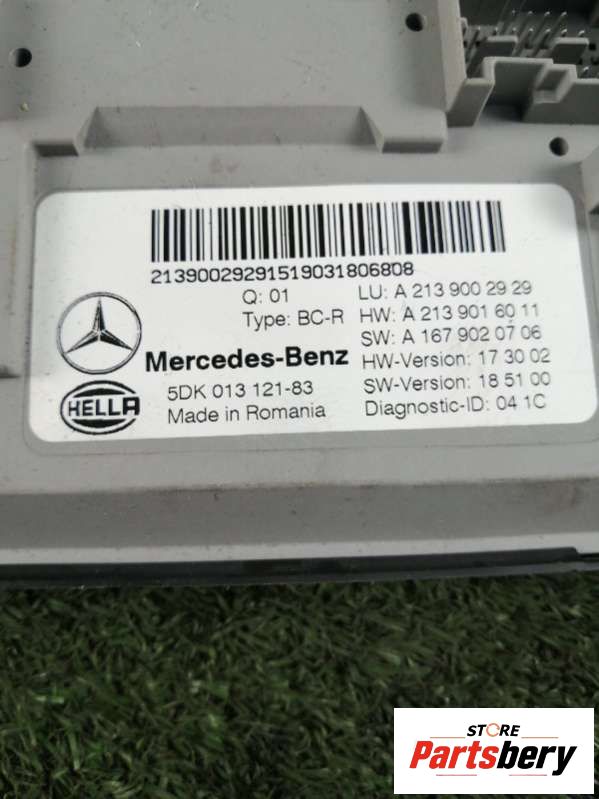 2139002929151903​1806808
Q: 01
LU: A 213 900 29 29
Type: BC-R
HW: A 213 901 60 11
SW: A 167 902 07 06
Mercedes-Benz
HW-Version: 17 30 02
HELLA
5DK 013 121-83
SW-Version: 18 51 00
Made in Romania
Diagnostic-ID: 04 1C
STORE
Partsbery